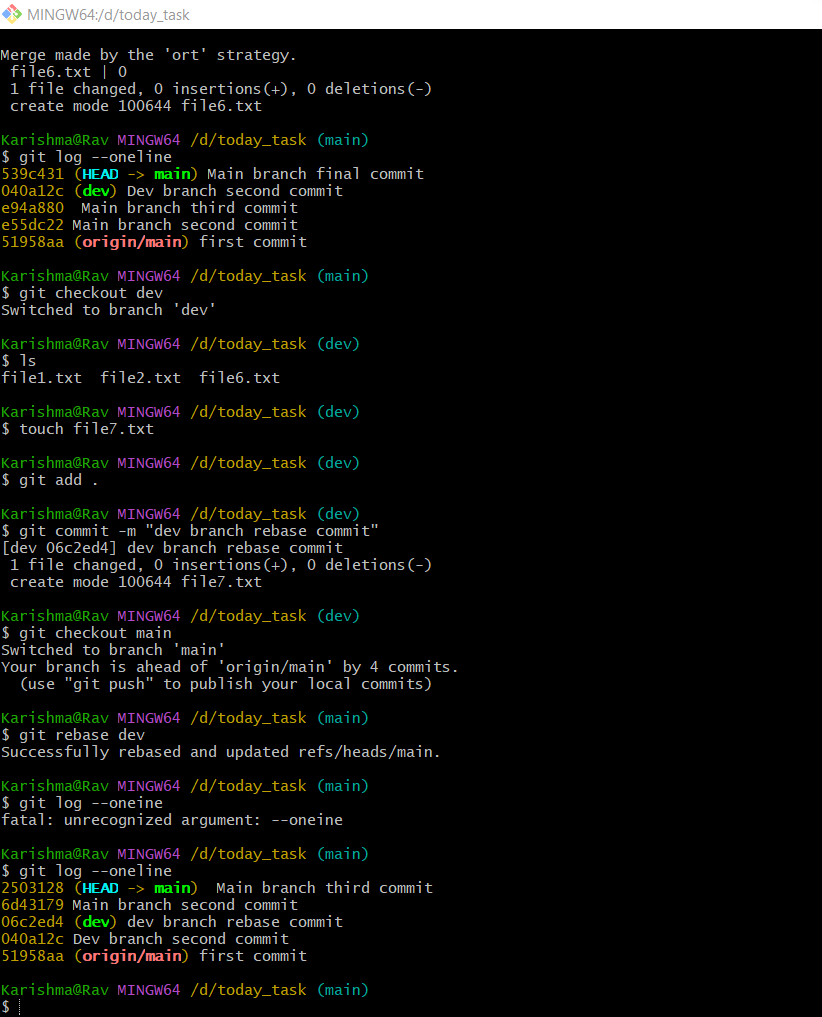 MINGW64:/d/today_task
Merge made by the 'ort' strategy.
 file6.txt | 0
 1 file changed, 0 insertions(+), 0 deletions(-)
 create mode 100644 file6.txt
Karishma@Rav MINGW64 /d/today_task (main)
$ git log --oneline
539c431 (HEAD -> main) Main branch final commit
040a12c (dev) Dev branch second commit
e94a880  Main branch third commit
e55dc22 Main branch second commit
51958aa (origin/main) first commit
Karishma@Rav MINGW64 /d/today_task (main)
$ git checkout dev
Switched to branch 'dev'
Karishma@Rav MINGW64 /d/today_task (dev)
$ ls
file1.txt  file2.txt  file6.txt
Karishma@Rav MINGW64 /d/today_task (dev)
$ touch file7.txt
Karishma@Rav MINGW64 /d/today_task (dev)
$ git add .
Karishma@Rav MINGW64 /d/today_task (dev)
$ git commit -m "dev branch rebase commit"
[dev 06c2ed4] dev branch rebase commit
 1 file changed, 0 insertions(+), 0 deletions(-)
 create mode 100644 file7.txt
Karishma@Rav MINGW64 /d/today_task (dev)
$ git checkout main
Switched to branch 'main'
Your branch is ahead of 'origin/main' by 4 commits.
  (use "git push" to publish your local commits)
Karishma@Rav MINGW64 /d/today_task (main)
$ git rebase dev
Successfully rebased and updated refs/heads/main.
Karishma@Rav MINGW64 /d/today_task (main)
$ git log --oneine
fatal: unrecognized argument: --oneine
Karishma@Rav MINGW64 /d/today_task (main)
$ git log --oneline
2503128 (HEAD -> main)  Main branch third commit
6d43179 Main branch second commit
06c2ed4 (dev) dev branch rebase commit
040a12c Dev branch second commit
51958aa (origin/main) first commit
Karishma@Rav MINGW64 /d/today_task (main)
$